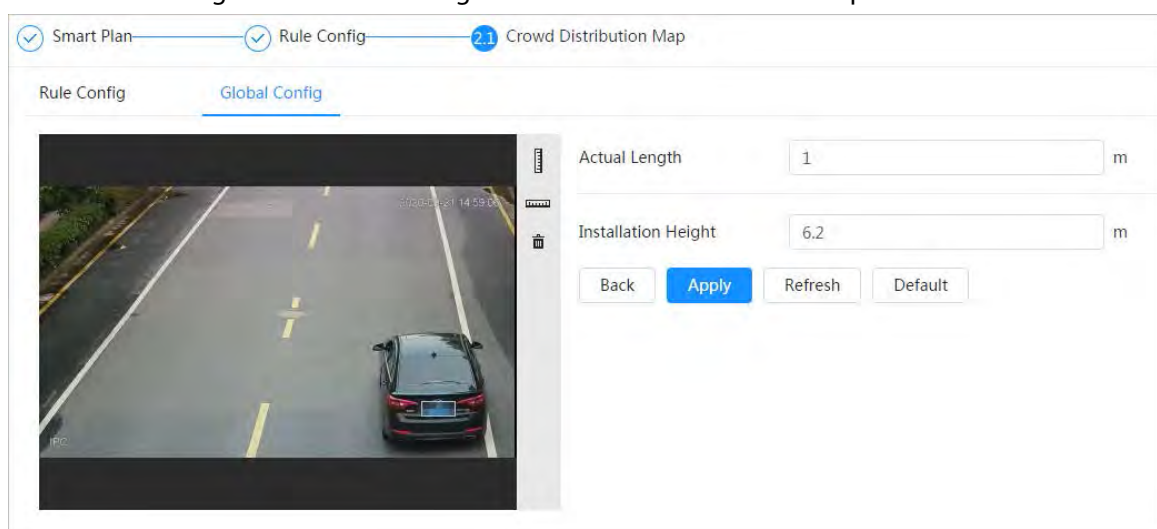 Smart Plan Rule Config 2.1 Crowd Distribution Map
Rule Config Global Config
Actual Length 1 m
Installation Height 6.2 m
Back Apply Refresh Default
IPC